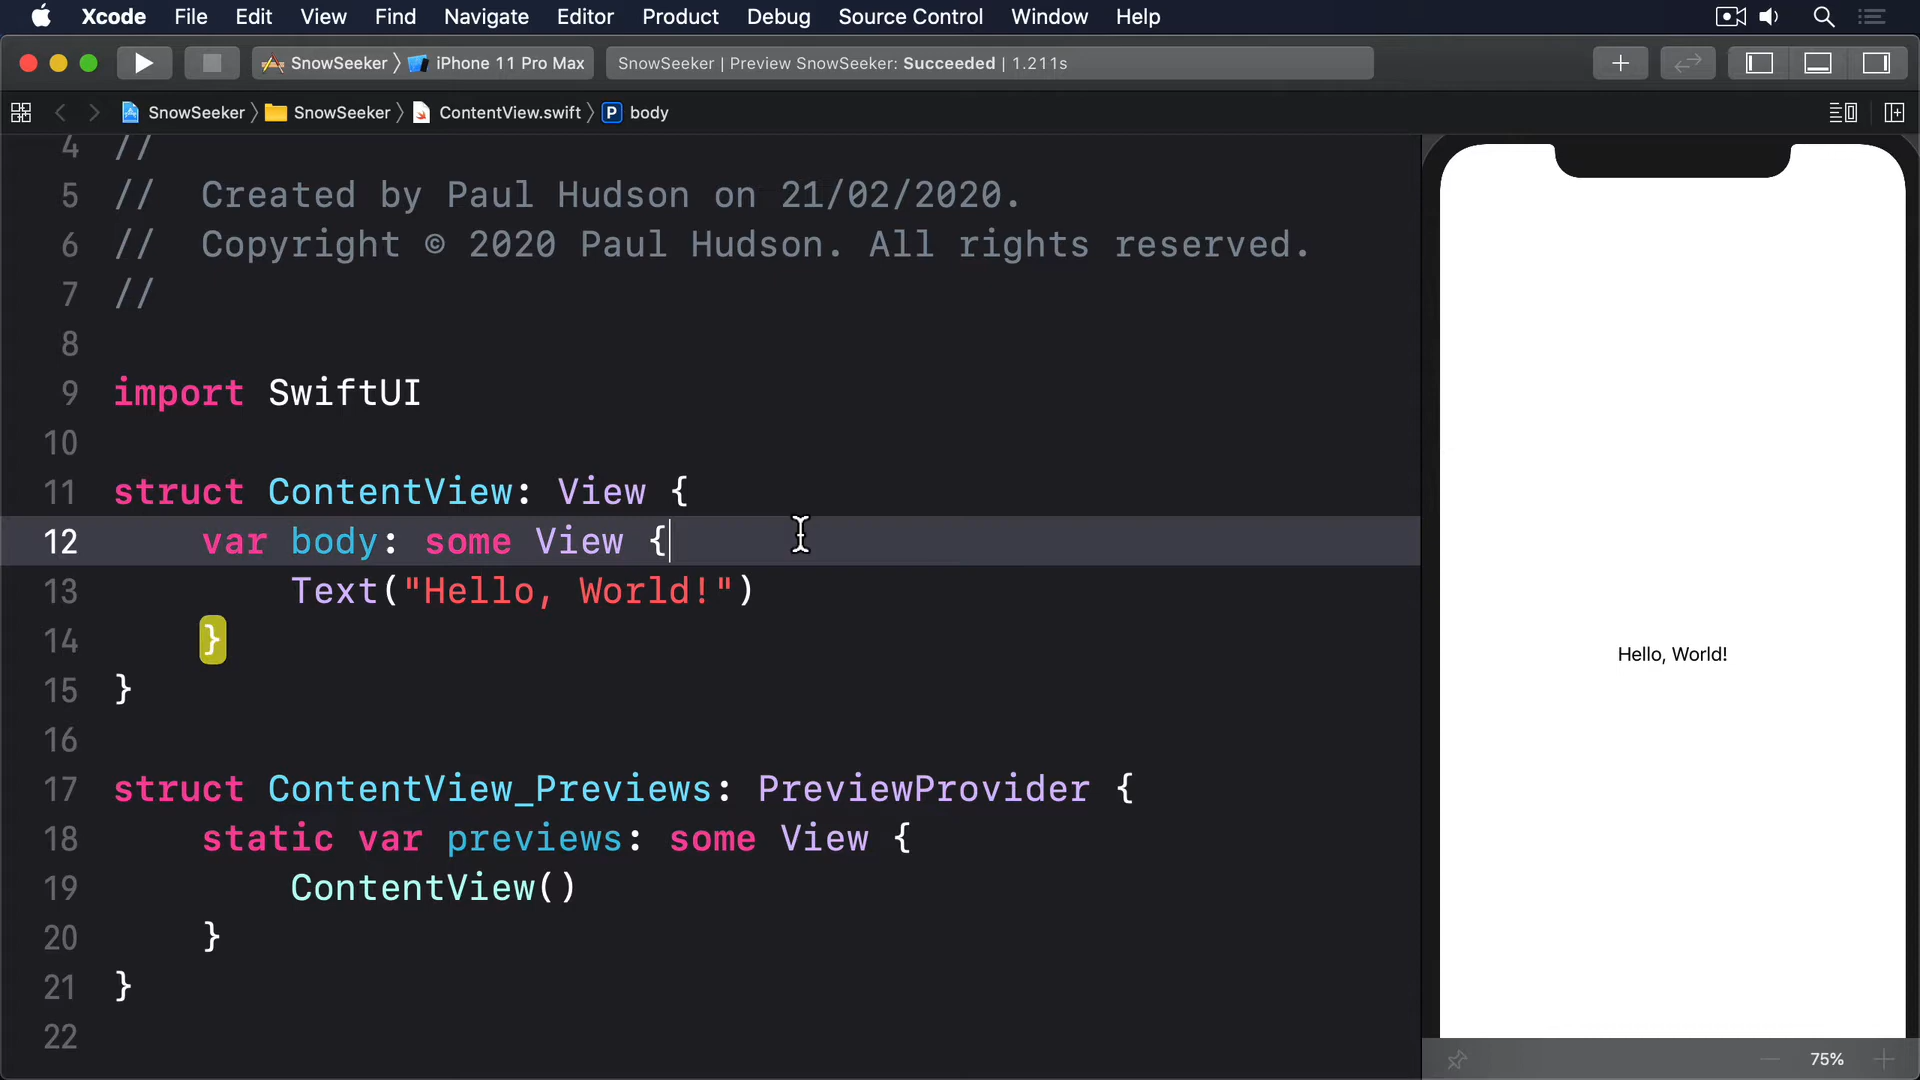 Xcode File Edit View Find Navigate Editor Product Debug Source Control Window Help
SnowSeeker iPhone 11 Pro Max SnowSeeker | Preview SnowSeeker: Succeeded | 1.211s
SnowSeeker SnowSeeker ContentView.swift P body
4 //
5 //  Created by Paul Hudson on 21/02/2020.
6 //  Copyright © 2020 Paul Hudson. All rights reserved.
7 //
8
9 import SwiftUI
10
11 struct ContentView: View {
12     var body: some View {
13         Text("Hello, World!")
14     }
15 }
16
17 struct ContentView_Previews: PreviewProvider {
18     static var previews: some View {
19         ContentView()
20     }
21 }
22
Hello, World!
75%